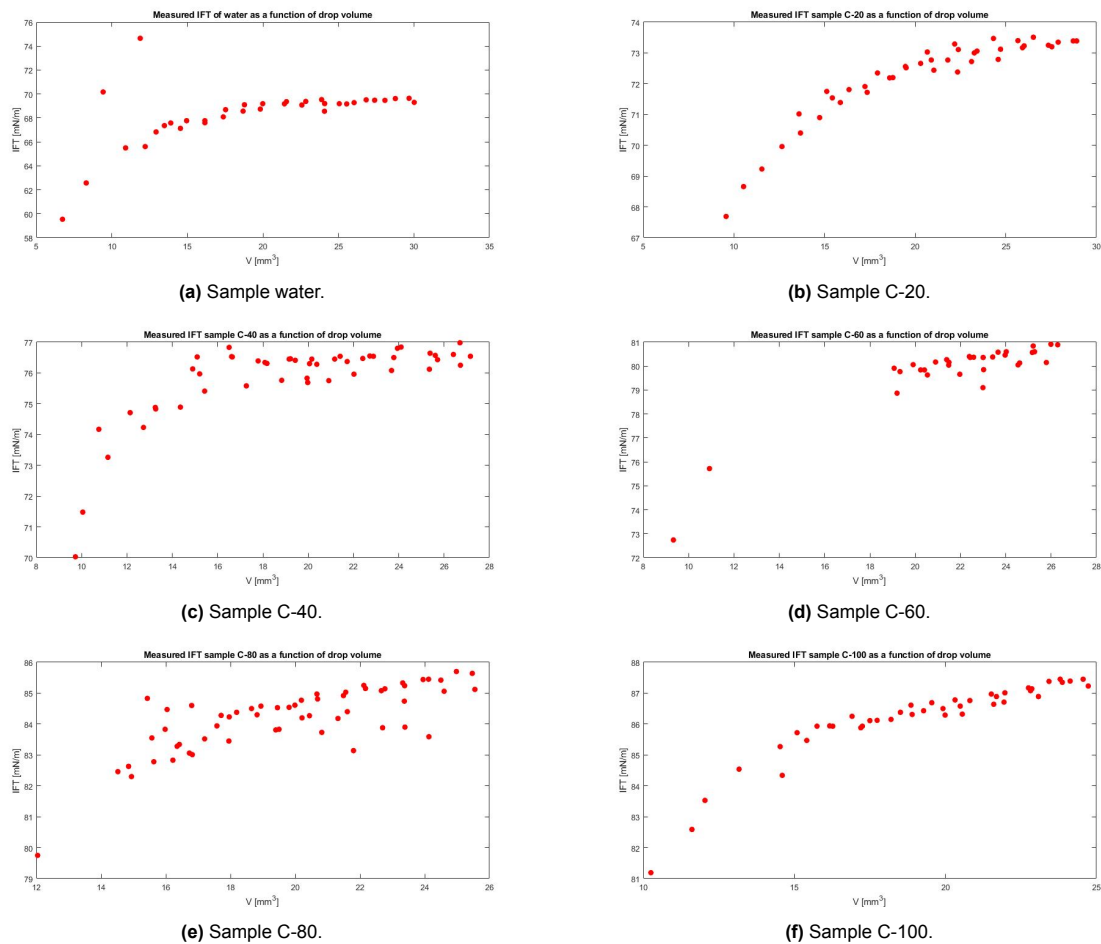 Measured IFT of water as a function of drop volume
IFT [mN/m]
76
74
72
70
68
66
64
62
60
58
5 10 15 20 25 30 35
V [mm³]
(a) Sample water.
Measured IFT sample C-20 as a function of drop volume
IFT [mN/m]
74
73
72
71
70
69
68
67
5 10 15 20 25 30
V [mm³]
(b) Sample C-20.
Measured IFT sample C-40 as a function of drop volume
IFT [mN/m]
77
76
75
74
73
72
71
70
8 10 12 14 16 18 20 22 24 26 28
V [mm³]
(c) Sample C-40.
Measured IFT sample C-60 as a function of drop volume
IFT [mN/m]
81
80
79
78
77
76
75
74
73
72
8 10 12 14 16 18 20 22 24 26 28
V [mm³]
(d) Sample C-60.
Measured IFT sample C-80 as a function of drop volume
IFT [mN/m]
86
85
84
83
82
81
80
79
12 14 16 18 20 22 24 26
V [mm³]
(e) Sample C-80.
Measured IFT sample C-100 as a function of drop volume
IFT [mN/m]
88
87
86
85
84
83
82
81
10 15 20 25
V [mm³]
(f) Sample C-100.